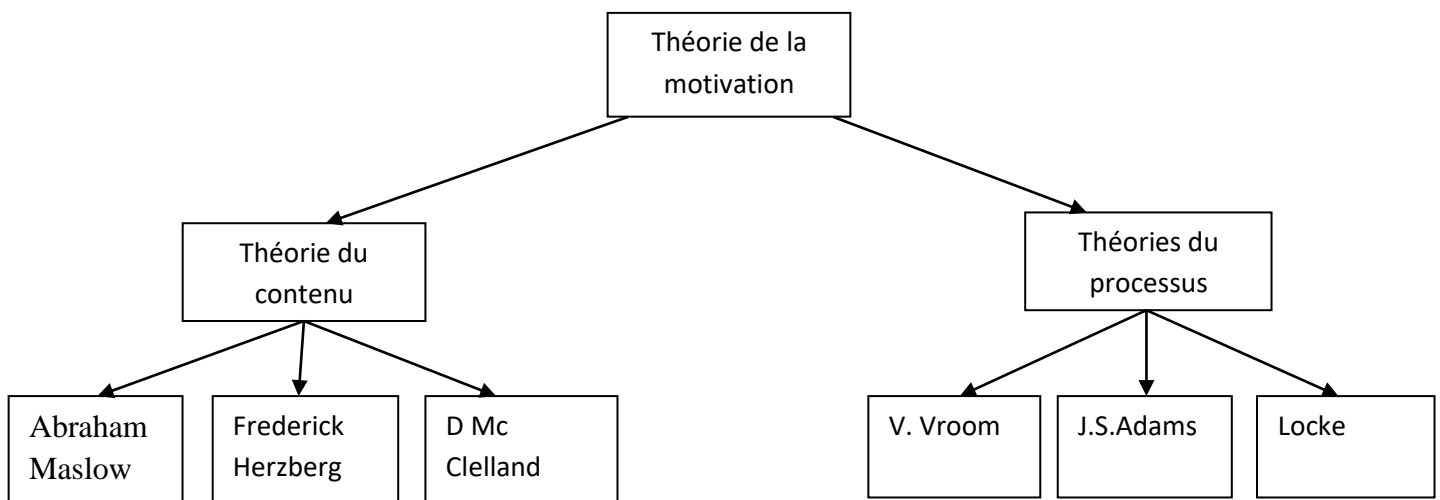 Théorie de la
motivation
Théorie du
contenu
Théories du
processus
Abraham
Maslow
Frederick
Herzberg
D Mc
Clelland
V. Vroom
J.S.Adams
Locke